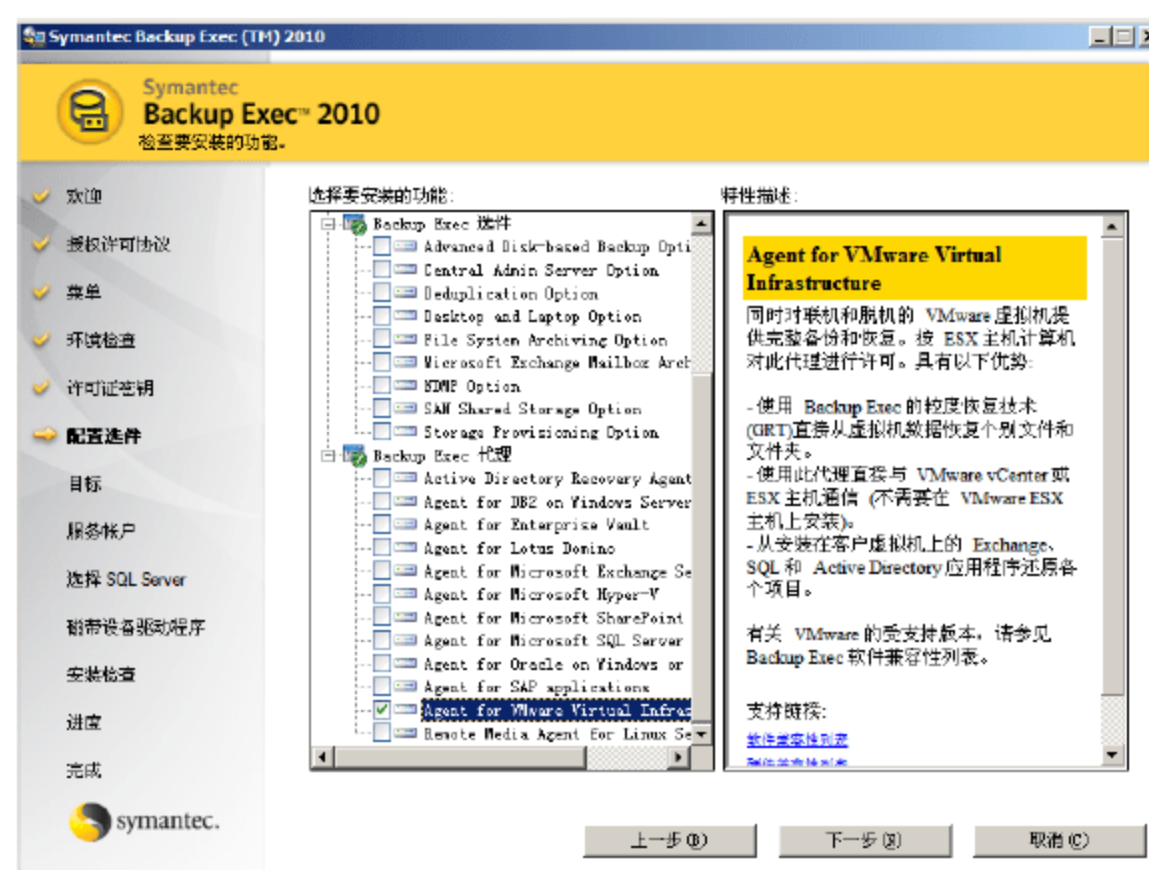 Symantec Backup Exec (TM) 2010
Symantec
Backup Exec™ 2010
检查要安装的功能。
欢迎
授权许可协议
菜单
环境检查
许可证密钥
配置选件
目标
服务帐户
选择 SQL Server
磁带设备驱动程序
安装检查
进度
完成
symantec.
选择要安装的功能:
Backup Exec 选件
Advanced Disk-based Backup Opti
Central Admin Server Option
Deduplication Option
Desktop and Laptop Option
File System Archiving Option
Microsoft Exchange Mailbox Arch
NDMP Option
SAN Shared Storage Option
Storage Provisioning Option
Backup Exec 代理
Active Directory Recovery Agent
Agent for DB2 on Windows Server
Agent for Enterprise Vault
Agent for Lotus Domino
Agent for Microsoft Exchange Se
Agent for Microsoft Hyper-V
Agent for Microsoft SharePoint
Agent for Microsoft SQL Server
Agent for Oracle on Windows or
Agent for SAP applications
Agent for VMware Virtual Infras
Remote Media Agent for Linux Se
特性描述:
Agent for VMware Virtual
Infrastructure
同时对联机和脱机的 VMware 虚拟机提
供完整备份和恢复。按 ESX 主机计算机
对此代理进行许可。具有以下优势:
- 使用 Backup Exec 的粒度恢复技术
(GRT)直接从虚拟机数据恢复个别文件和
文件夹。
- 使用此代理直接与 VMware vCenter 或
ESX 主机通信 (不需要在 VMware ESX
主机上安装)。
- 从安装在客户虚拟机上的 Exchange、
SQL 和 Active Directory 应用程序还原各
个项目。
有关 VMware 的受支持版本，请参见
Backup Exec 软件兼容性列表。
支持链接:
软件兼容性列表
硬件兼容性列表
上一步(B)
下一步(N)
取消(C)